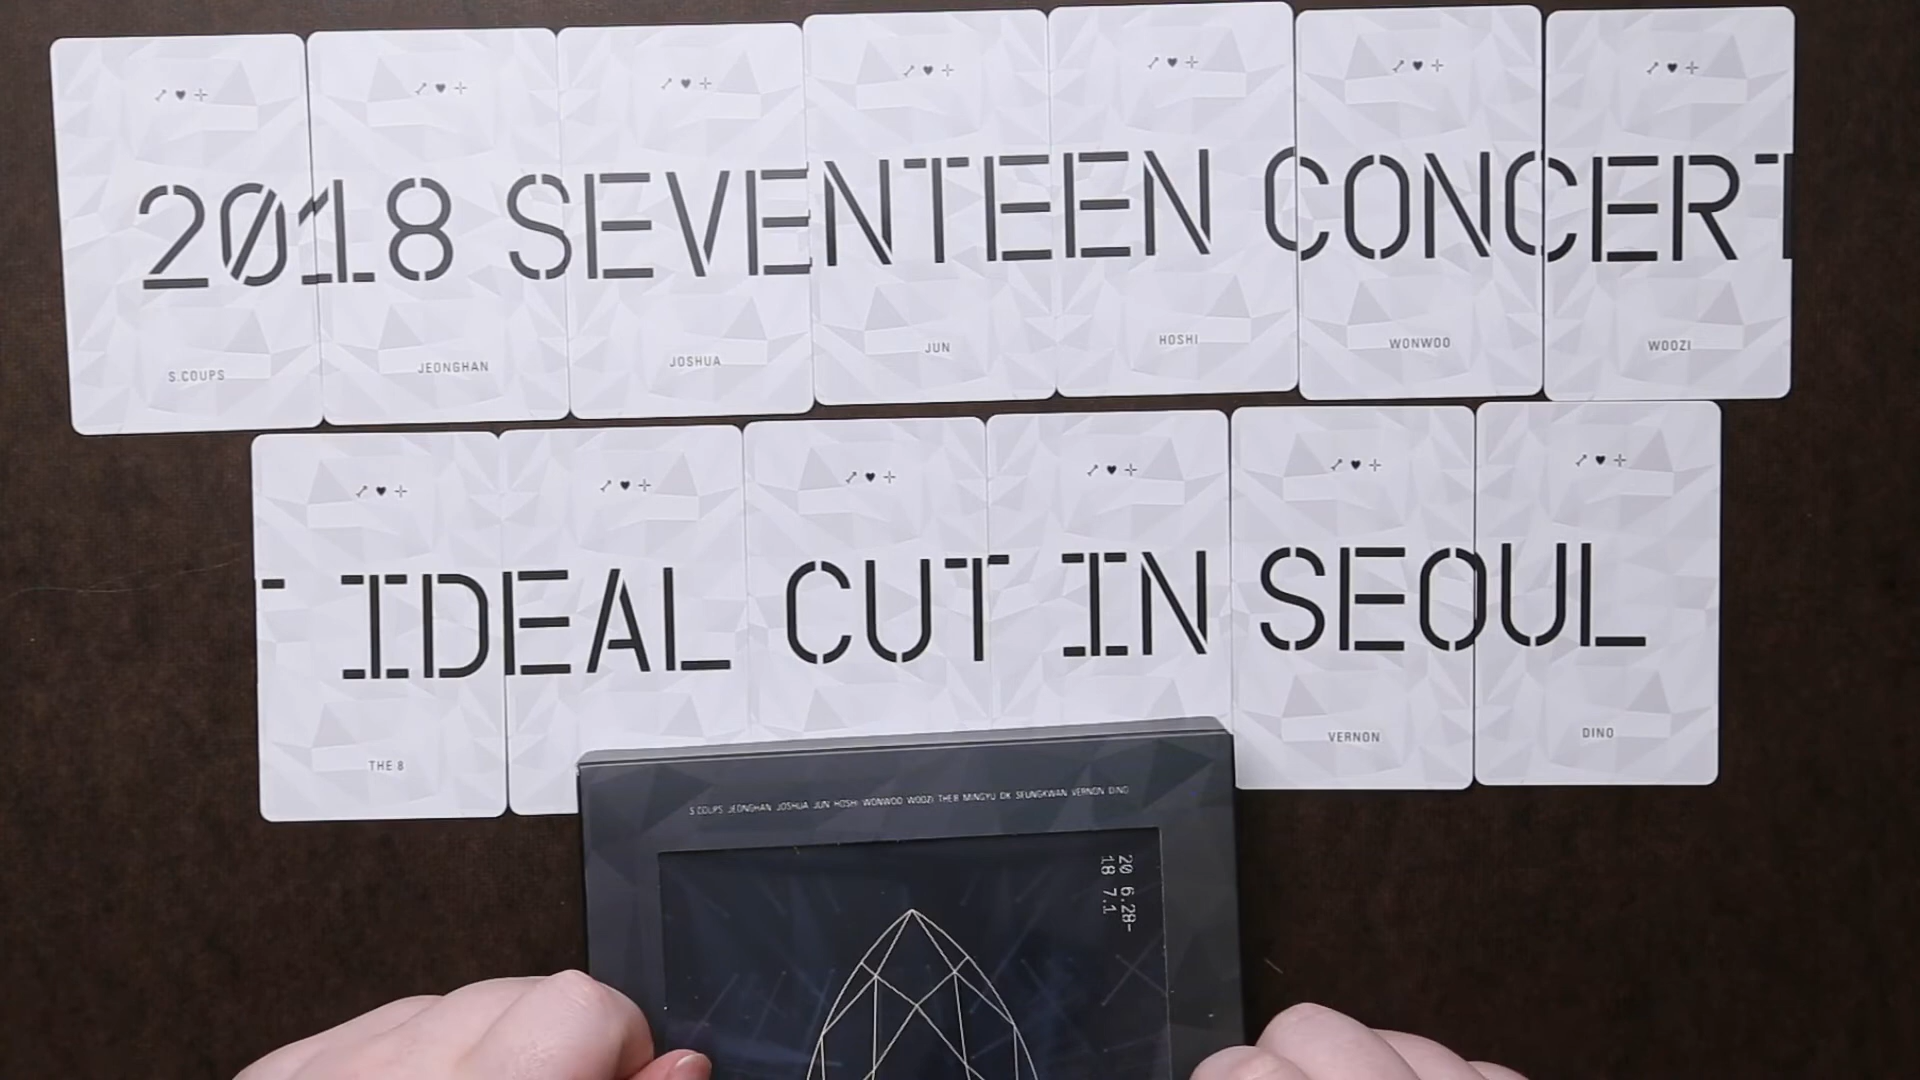 2018 SEVENTEEN CONCERT
S.COUPS JEONGHAN JOSHUA JUN HOSHI WONWOO WOOZI
T IDEAL CUT IN SEOUL
THE 8 VERNON DINO
S.COUPS JEONGHAN JOSHUA JUN HOSHI WONWOO WOOZI THE 8 MINGYU DK SEUNGKWAN VERNON DINO
20 6.28-
18 7.1